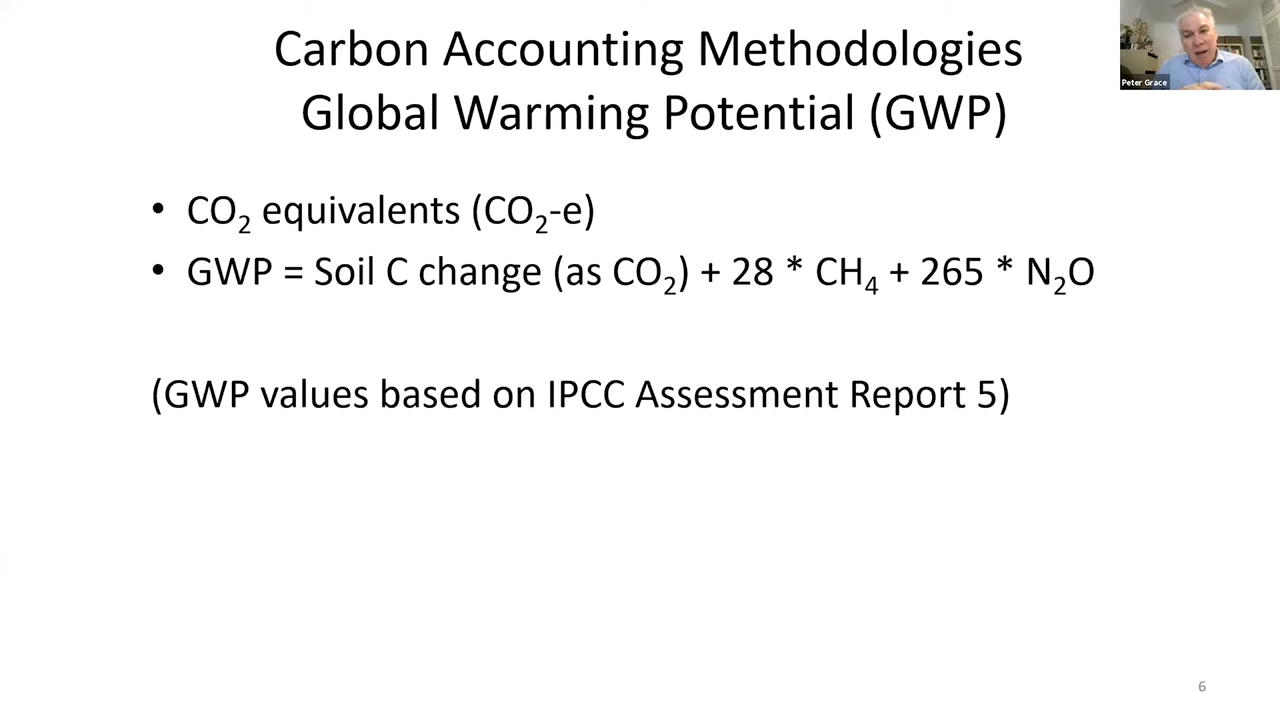 Carbon Accounting Methodologies
Global Warming Potential (GWP)
Peter Grace
• CO₂ equivalents (CO₂-e)
• GWP = Soil C change (as CO₂) + 28 * CH₄ + 265 * N₂O
(GWP values based on IPCC Assessment Report 5)
6